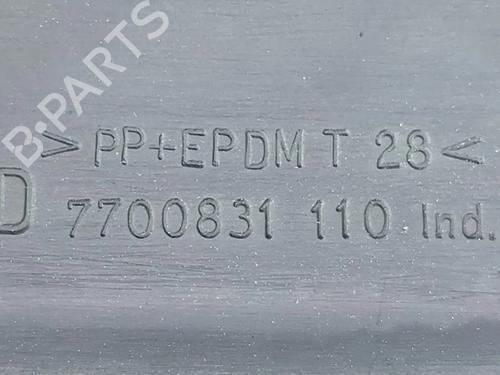 B-PARTS
> PP+EPDM T 28 <
D 7700831 110 Ind.